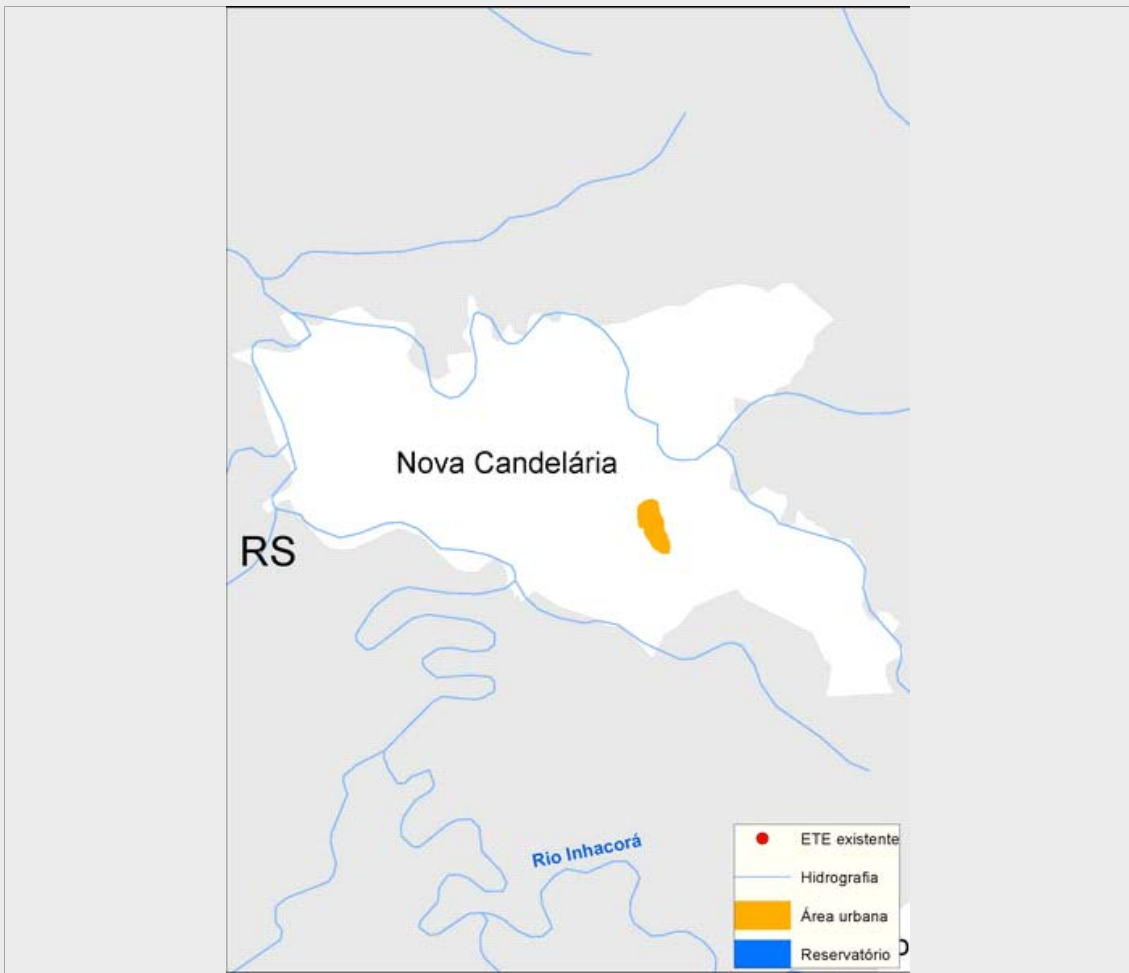 Nova Candelária
RS
Rio Inhacorá
ETE existente
Hidrografia
Área urbana
Reservatório